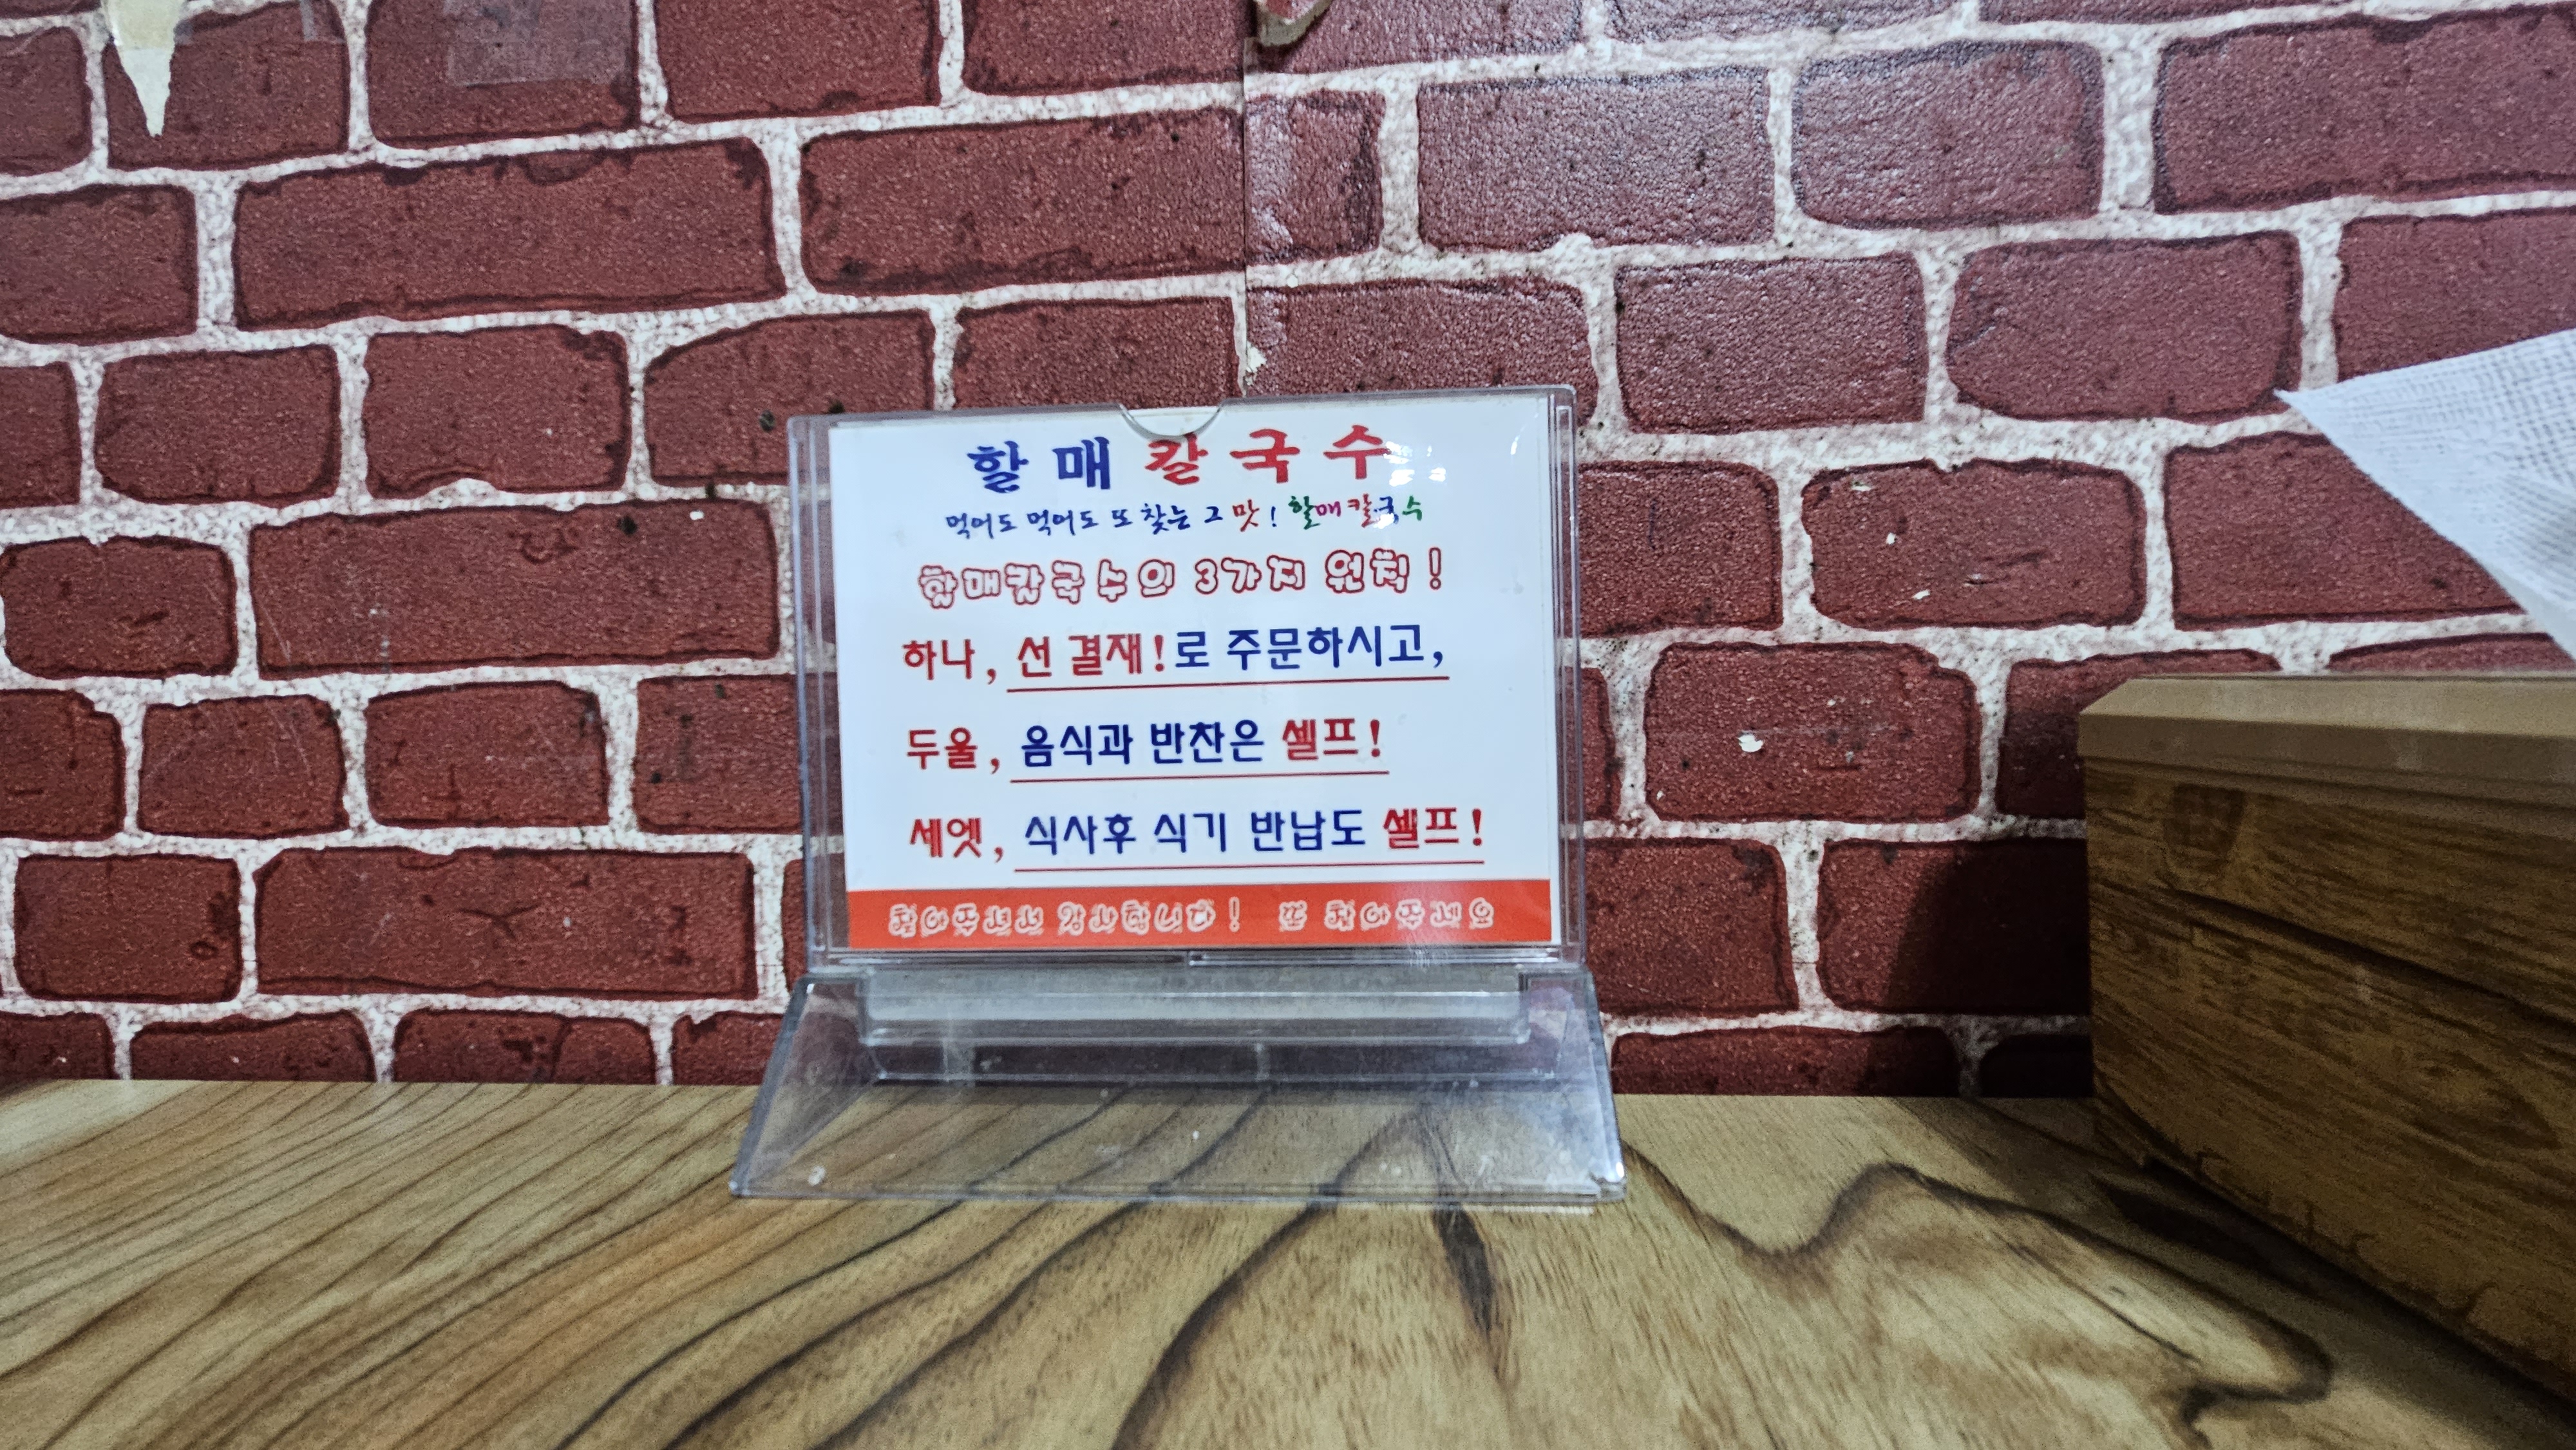 할매 칼국수
먹어도 먹어도 또 찾는 그 맛! 할매칼국수
할매칼국수의 3가지 원칙!
하나, 선 결재!로 주문하시고,
두울, 음식과 반찬은 셀프!
세엣, 식사후 식기 반납도 셀프!
찾아주셔서 감사합니다! 또 찾아주세요